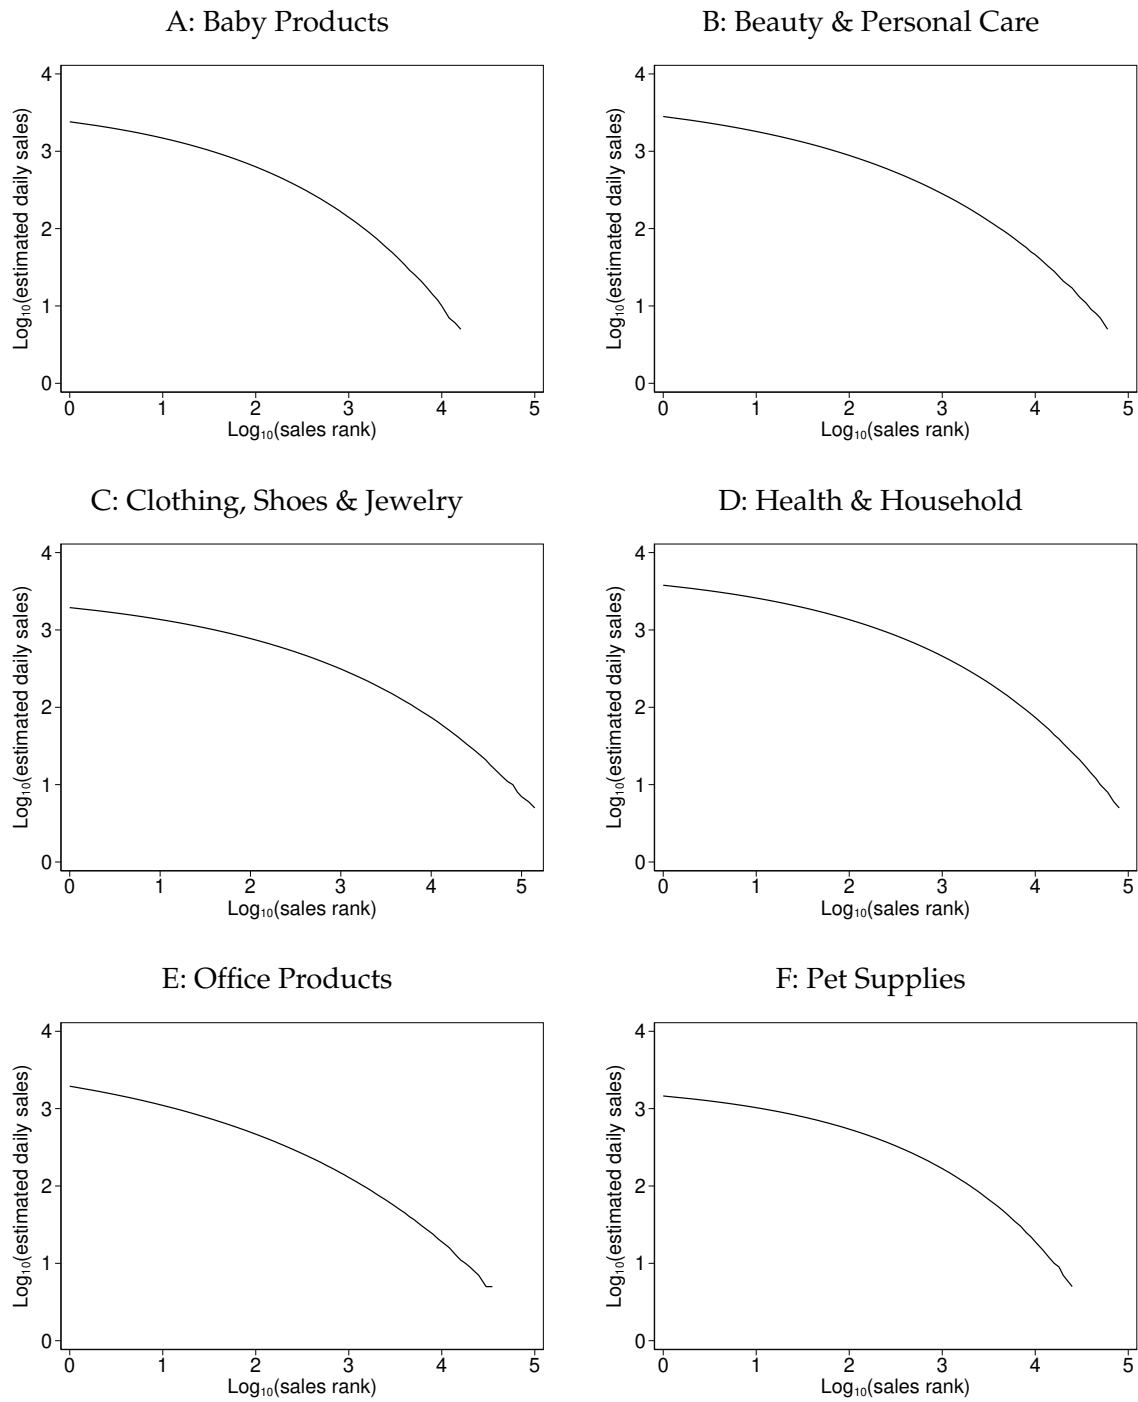 A: Baby Products
Log₁₀(estimated daily sales)
4
3
2
1
0
0 1 2 3 4 5
Log₁₀(sales rank)
B: Beauty & Personal Care
Log₁₀(estimated daily sales)
4
3
2
1
0
0 1 2 3 4 5
Log₁₀(sales rank)
C: Clothing, Shoes & Jewelry
Log₁₀(estimated daily sales)
4
3
2
1
0
0 1 2 3 4 5
Log₁₀(sales rank)
D: Health & Household
Log₁₀(estimated daily sales)
4
3
2
1
0
0 1 2 3 4 5
Log₁₀(sales rank)
E: Office Products
Log₁₀(estimated daily sales)
4
3
2
1
0
0 1 2 3 4 5
Log₁₀(sales rank)
F: Pet Supplies
Log₁₀(estimated daily sales)
4
3
2
1
0
0 1 2 3 4 5
Log₁₀(sales rank)